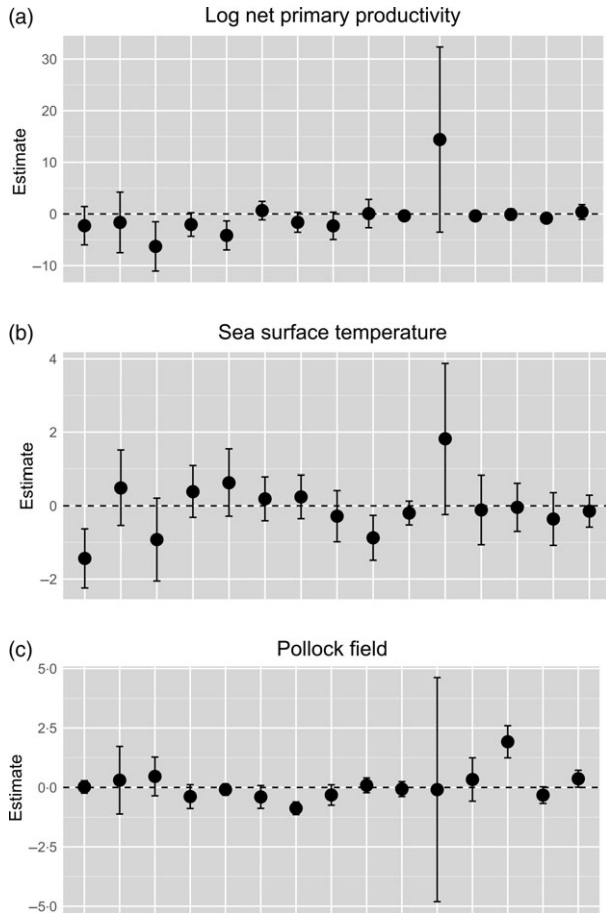 (a) Log net primary productivity
30
20
10
0
–10
Estimate
(b) Sea surface temperature
4
2
0
–2
Estimate
(c) Pollock field
5·0
2·5
0·0
–2·5
–5·0
Estimate